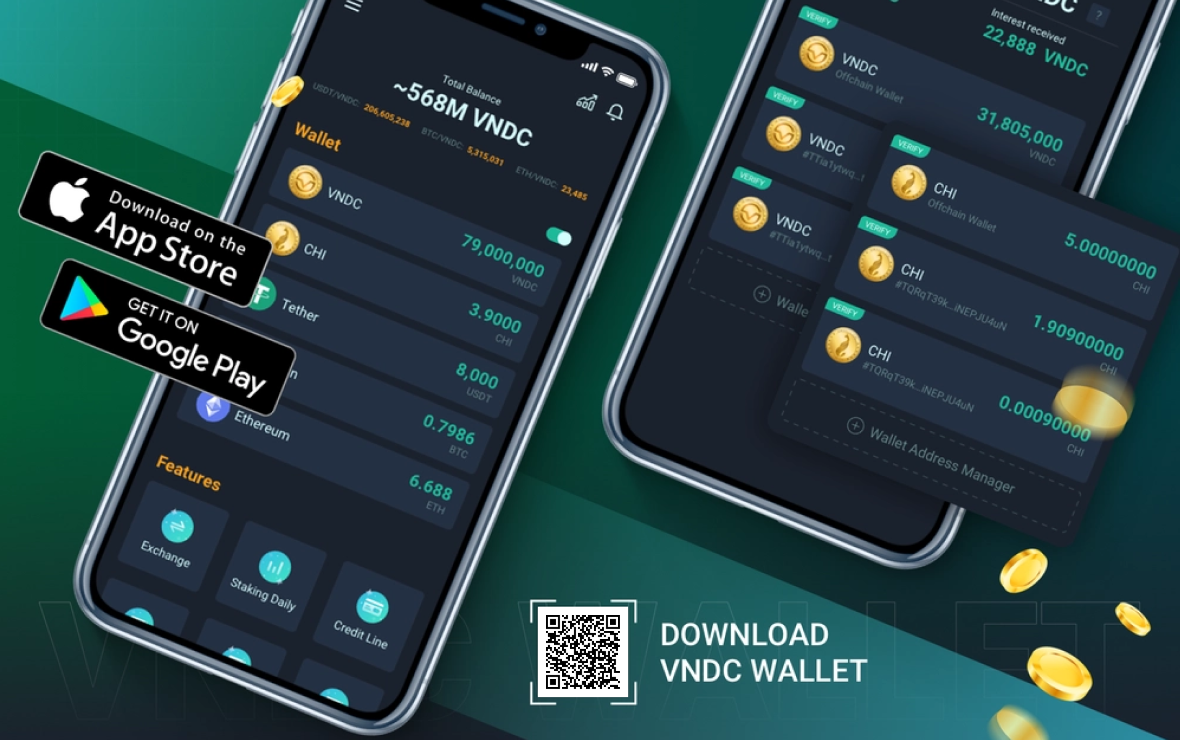 Total Balance
~568M VNDC
USDT/VNDC: 206,605,238 BTC/VNDC: 5,315,031 ETH/VNDC: 23,485
Wallet
VNDC
79,000,000
VNDC
CHI
3.9000
CHI
Tether
8,000
USDT
0.7986
BTC
Ethereum
6.688
ETH
Features
Exchange
Staking Daily
Credit Line
Download on the
App Store
GET IT ON
Google Play
Interest received
22,888 VNDC
?
VERIFY
VNDC
Offchain Wallet
31,805,000
VNDC
VERIFY
VNDC
VERIFY
VNDC
VERIFY
CHI
Offchain Wallet
5.00000000
CHI
VERIFY
CHI
#TQRqT39k...iNEPJU4uN
1.90900000
CHI
VERIFY
CHI
#TQRqT39k...iNEPJU4uN
0.00090000
CHI
Wallet Address Manager
DOWNLOAD
VNDC WALLET
VNDC WALLET